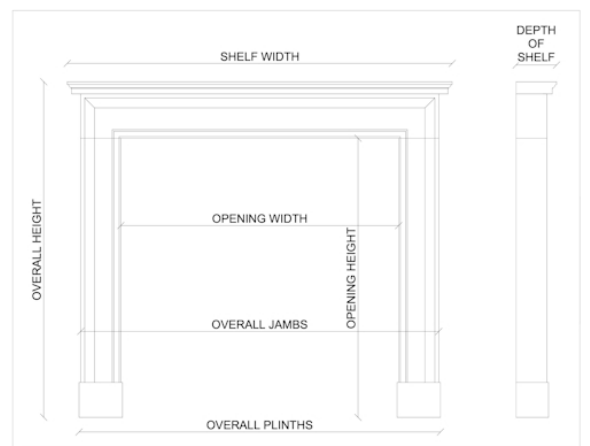 DEPTH
OF
SHELF
SHELF WIDTH
OVERALL HEIGHT
OPENING WIDTH
OPENING HEIGHT
OVERALL JAMBS
OVERALL PLINTHS